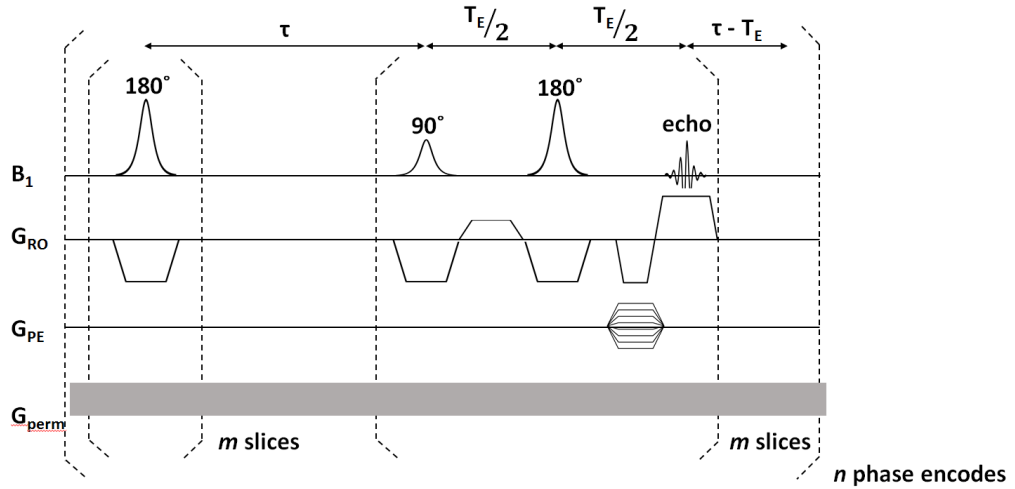 τ
TE/2
TE/2
τ - TE
180°
90°
180°
echo
B1
GRO
GPE
Gperm
m slices
m slices
n phase encodes